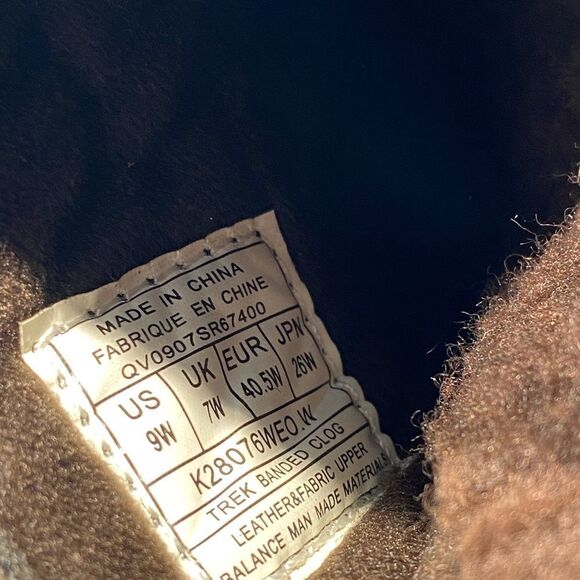 MADE IN CHINA
FABRIQUE EN CHINE
QV0907SR67400
US UK EUR JPN
9W 7W 40.5W 26W
K28076WEO.W
TREK BANDED CLOG
LEATHER&FABRIC UPPER
BALANCE MAN MADE MATERIALS